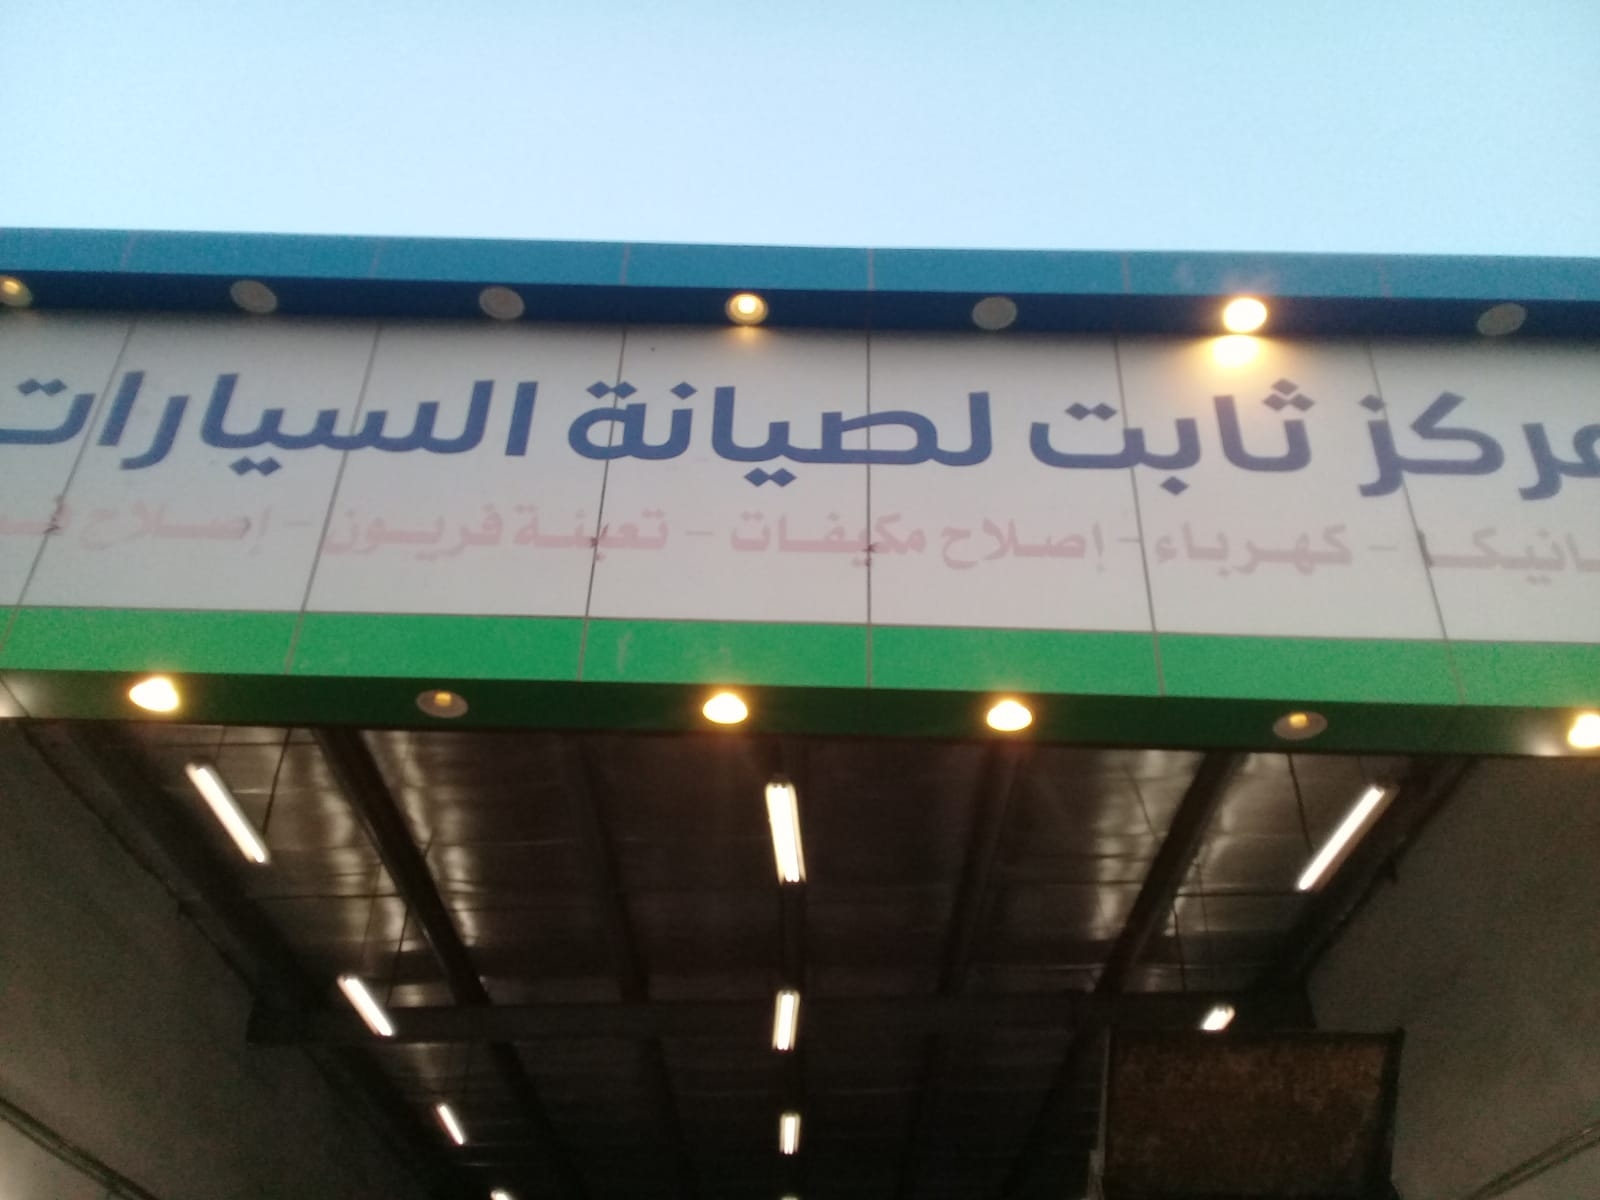 مركز ثابت لصيانة السيارات
كهرباء - إصلاح مكيفات - تعبئة فريون - إصلاح